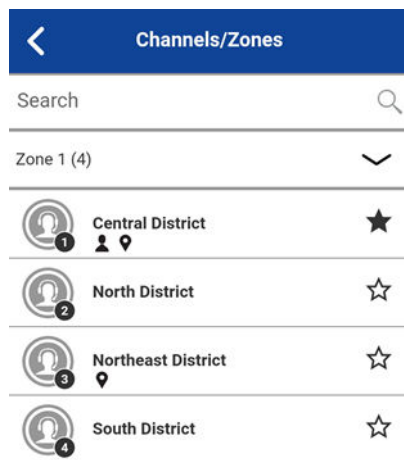 Channels/Zones
Search
Zone 1 (4)
1
Central District
2
North District
3
Northeast District
4
South District